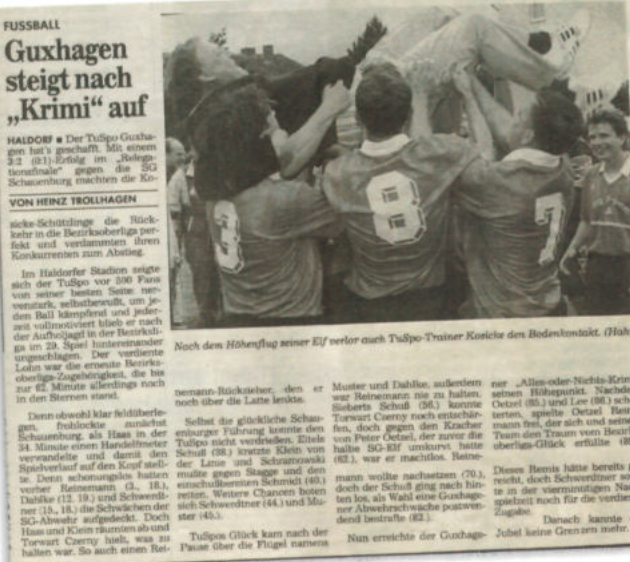 FUSSBALL
Guxhagen
steigt nach
„Krimi“ auf
HALDORF ■ Der TuSpo Guxha-
gen hat's geschafft. Mit einem
3:2 (0:1)-Erfolg im „Relega-
tionsfinale“ gegen die SG
Schauenburg machten die Ko-
VON HEINZ TROLLHAGEN
sicke-Schützlinge die Rück-
kehr in die Bezirksoberliga per-
fekt und verdammten ihren
Konkurrenten zum Abstieg.
Im Haldorfer Stadion zeigte
sich der TuSpo vor 500 Fans
von seiner besten Seite: ner-
venstark, selbstbewußt, um je-
den Ball kämpfend und jeder-
zeit vollmotiviert blieb er nach
der Aufholjagd in der Bezirksli-
ga im 29. Spiel hintereinander
ungeschlagen. Der verdiente
Lohn war die erneute Bezirks-
oberliga-Zugehörigkeit, die bis
zur 62. Minute allerdings noch
in den Sternen stand.
Denn obwohl klar feldüberle-
gen, frohlockte zunächst
Schauenburg, als Haas in der
34. Minute einen Handelfmeter
verwandelte und damit den
Spielverlauf auf den Kopf stell-
te. Denn schonungslos hatten
vorher Reinemann (3., 18.),
Dahlke (12. 19.) und Schwerdt-
ner (15., 18.) die Schwächen der
SG-Abwehr aufgedeckt. Doch
Haas und Klein räumten ab und
Torwart Czerny hielt, was zu
halten war. So auch einen Rei-
3
8
7
Nach dem Höhenflug seiner Elf verlor auch TuSpo-Trainer Kosicke den Bodenkontakt. (Hahn
nemann-Rückzieher, den er
noch über die Latte lenkte.
Selbst die glückliche Schau-
enburger Führung konnte den
TuSpo nicht verdrießen. Eitels
Schuß (38.) kratzte Klein von
der Linie und Schramowski
mußte gegen Stagge und den
einschußbereiten Schmidt (40.)
retten. Weitere Chancen boten
sich Schwerdtner (44.) und Mu-
ster (45.).
TuSpos Glück kam nach der
Pause über die Flügel namens
Muster und Dahlke, außerdem
war Reinemann nie zu halten.
Sieberts Schuß (56.) konnte
Torwart Czerny noch entschär-
fen, doch gegen den Kracher
von Peter Oetzel, der zuvor die
halbe SG-Elf umkurvt hatte
(62.), war er machtlos. Reine-
mann wollte nachsetzen (70.),
doch der Schuß ging nach hin-
ten los, als Wahl eine Guxhage-
ner Abwehrschwäche postwen-
dend bestrafte (82.).
Nun erreichte der Guxhage-
ner „Alles-oder-Nichts-Krimi
seinen Höhepunkt. Nachde
Oetzel (85.) und Lee (86.) sch
terten, spielte Oetzel Rei
mann frei, der sich und sein
Team den Traum vom Bezir
oberliga-Glück erfüllte
Dieses Remis hätte bereits
reicht, doch Schwerdtner s
te in der viermnütigen Na
spielzeit noch für die verdien
Zugabe.
Danach kannte
Jubel keine Grenzen mehr.